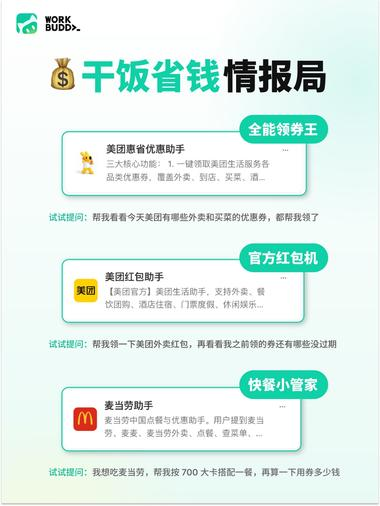 WORK
BUDDY
干饭省钱情报局
全能领券王
美团惠省优惠助手
...
三大核心功能： 1. 一键领取美团生活服务各
品类优惠券，覆盖外卖、到店、买菜、酒...
试试提问：帮我看看今天美团有哪些外卖和买菜的优惠券，都帮我领了
官方红包机
美团
美团红包助手
...
【美团官方】美团生活助手，支持外卖、餐
饮团购、酒店住宿、门票度假、休闲娱乐...
试试提问：帮我领一下美团外卖红包，再看看我之前领的券还有哪些没过期
快餐小管家
麦当劳助手
...
麦当劳中国点餐与优惠助手。用户提到麦当
劳、麦麦、麦当劳外卖、点餐、查菜单、...
试试提问：我想吃麦当劳，帮我按 700 大卡搭配一餐，再算一下用券多少钱